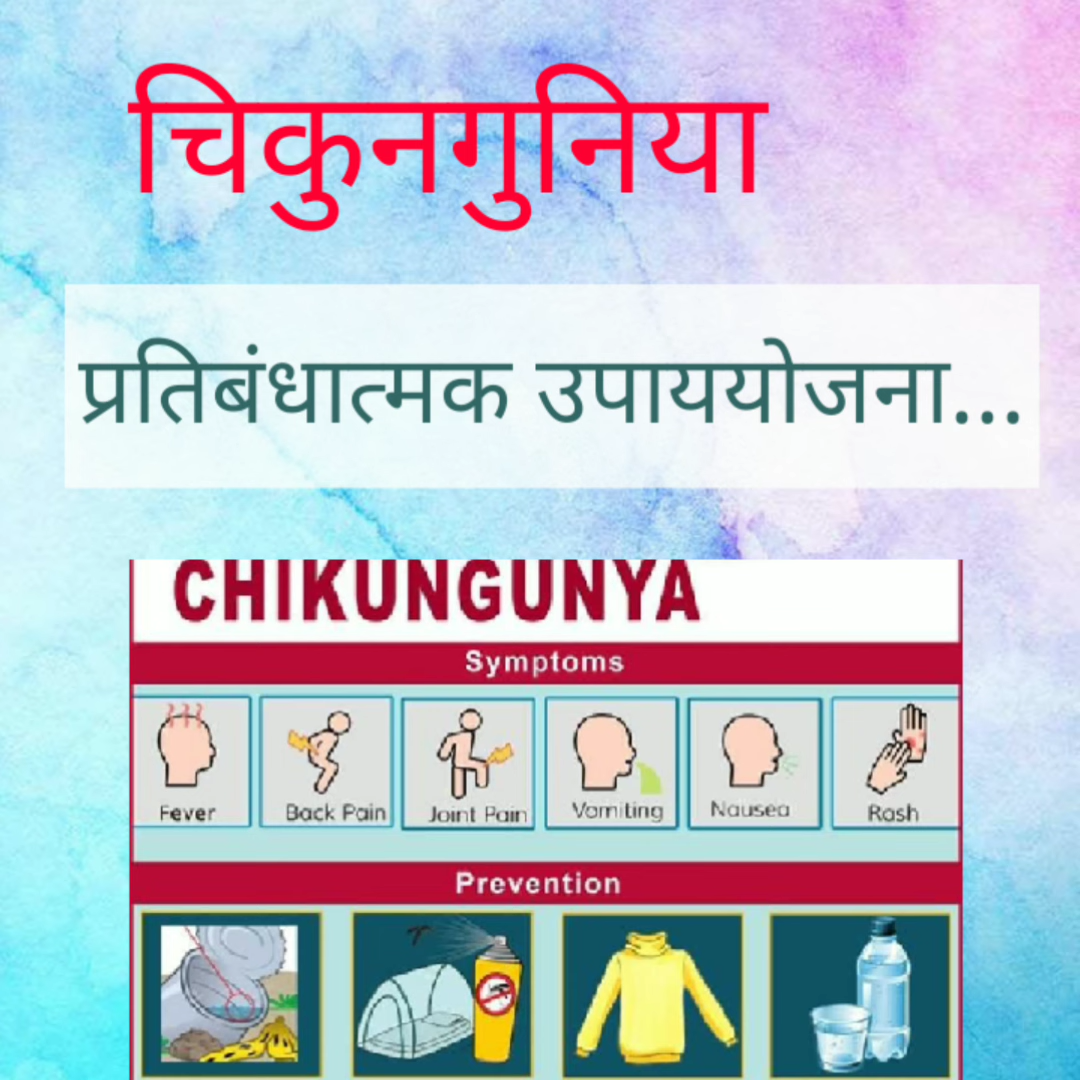 चिकुनगुनिया
प्रतिबंधात्मक उपाययोजना...
CHIKUNGUNYA
Symptoms
Fever Back Pain Joint Pain Vomiting Nausea Rash
Prevention